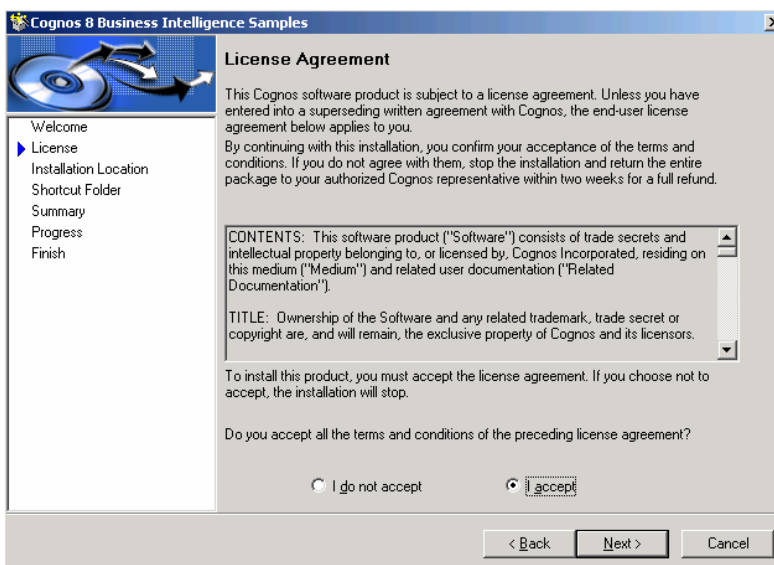 Cognos 8 Business Intelligence Samples
License Agreement
This Cognos software product is subject to a license agreement. Unless you have
entered into a superseding written agreement with Cognos, the end-user license
agreement below applies to you.
By continuing with this installation, you confirm your acceptance of the terms and
conditions. If you do not agree with them, stop the installation and return the entire
package to your authorized Cognos representative within two weeks for a full refund.
Welcome
License
Installation Location
Shortcut Folder
Summary
Progress
Finish
CONTENTS: This software product ("Software") consists of trade secrets and
intellectual property belonging to, or licensed by, Cognos Incorporated, residing on
this medium ("Medium") and related user documentation ("Related
Documentation").
TITLE: Ownership of the Software and any related trademark, trade secret or
copyright are, and will remain, the exclusive property of Cognos and its licensors.
To install this product, you must accept the license agreement. If you choose not to
accept, the installation will stop.
Do you accept all the terms and conditions of the preceding license agreement?
I do not accept
I accept
< Back
Next >
Cancel